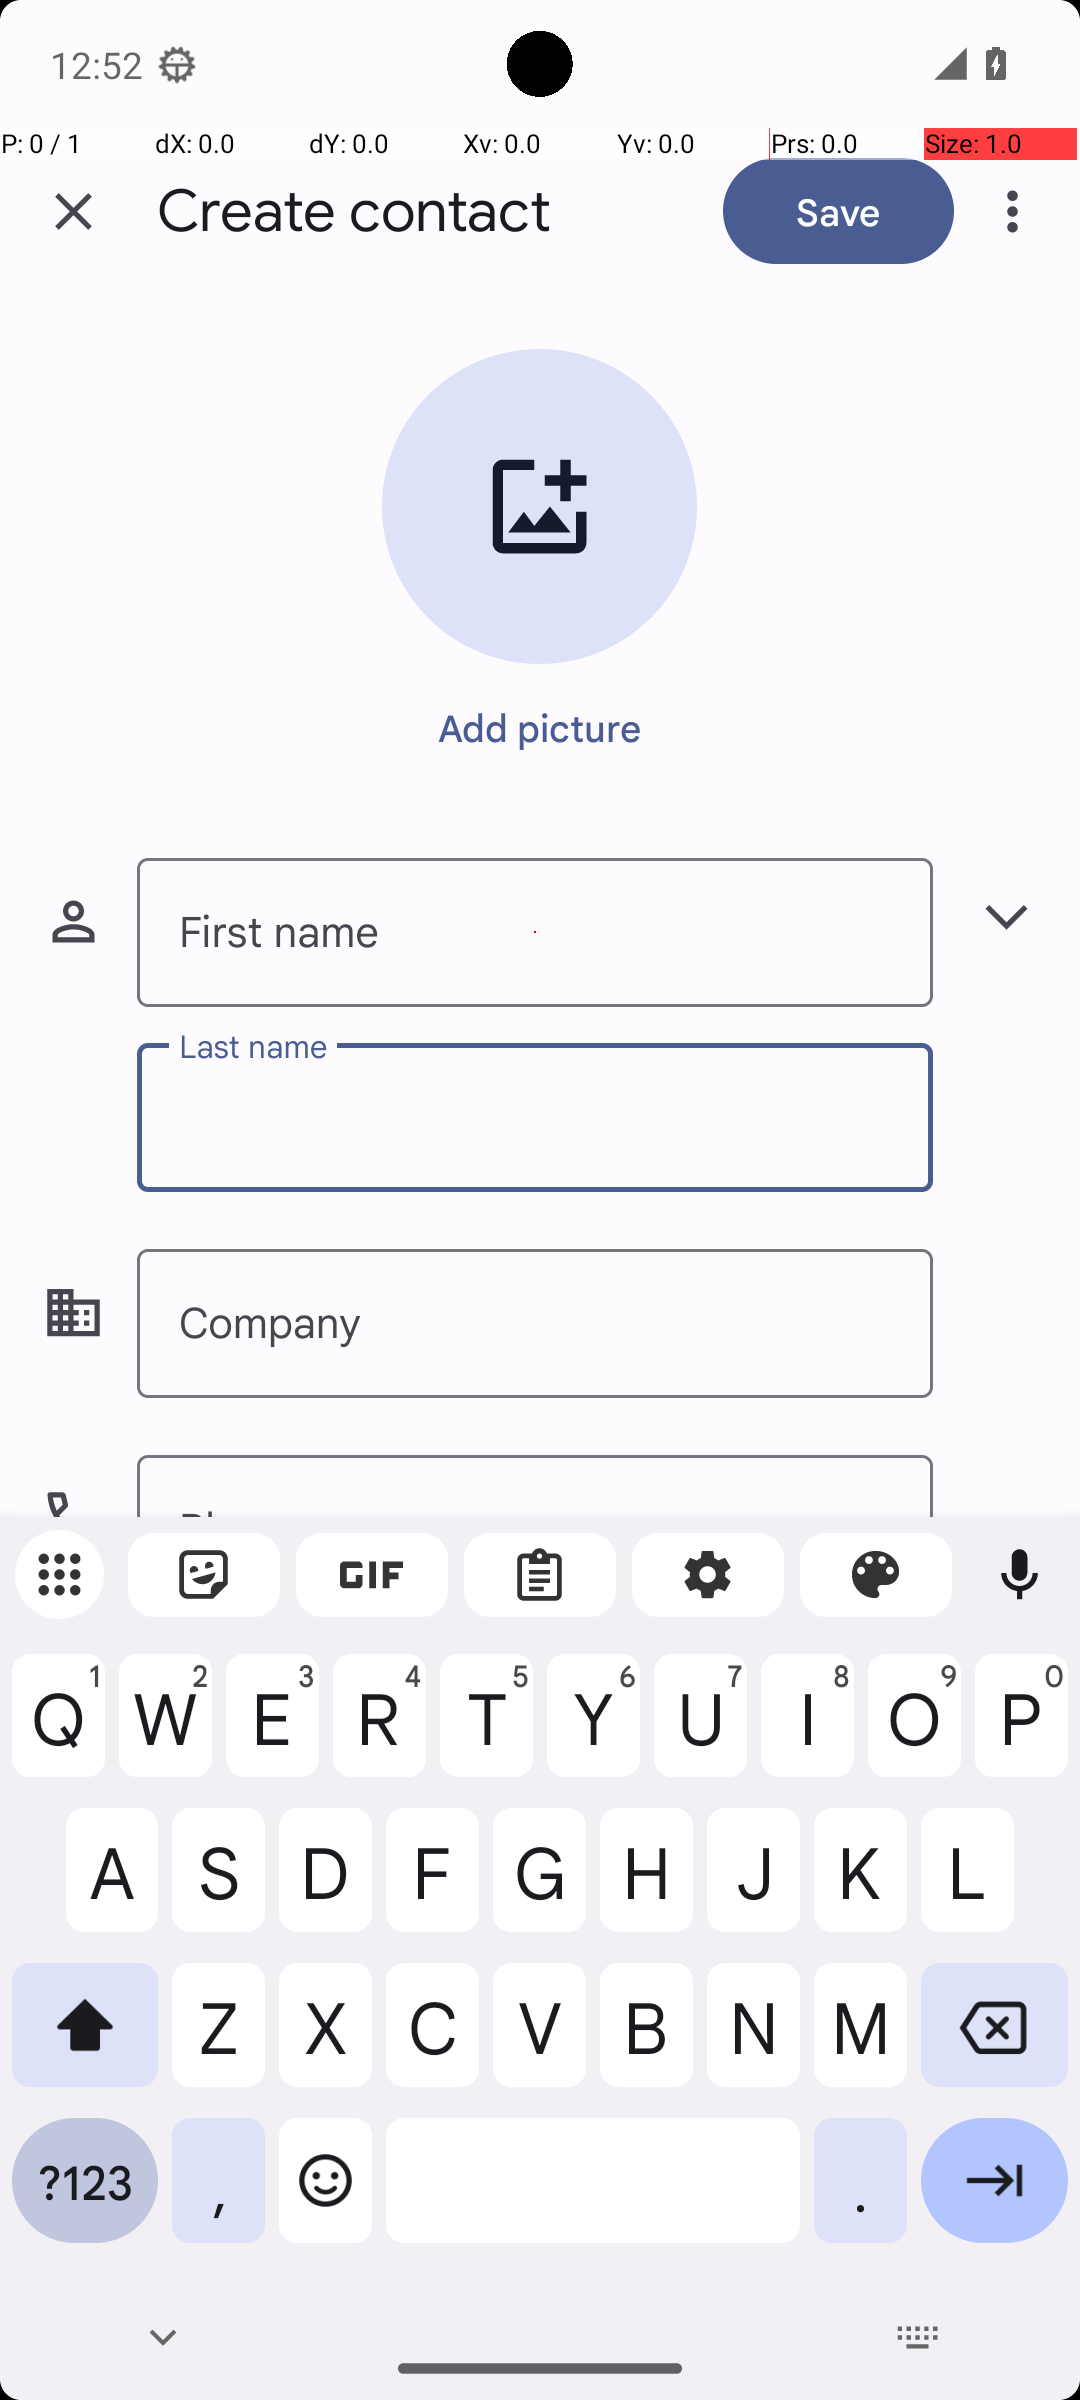 12:52
P: 0 / 1 dX: 0.0 dY: 0.0 Xv: 0.0 Yv: 0.0 Prs: 0.0 Size: 1.0
Create contact Save
Add picture
First name
Last name
Company
GIF
Q 1 W 2 E 3 R 4 T 5 Y 6 U 7 I 8 O 9 P 0
A S D F G H J K L
Z X C V B N M
?123 , .